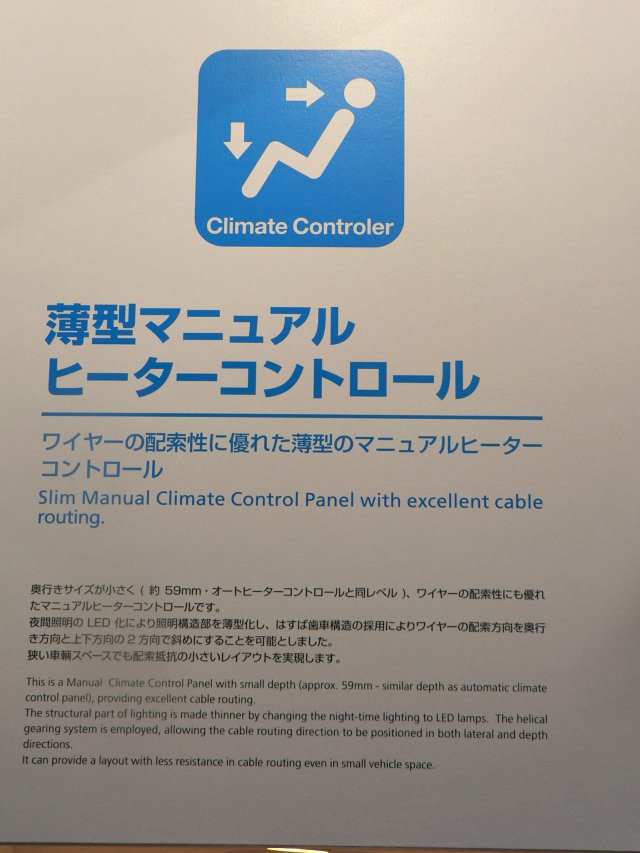 Climate Controler
薄型マニュアル
ヒーターコントロール
ワイヤーの配索性に優れた薄型のマニュアルヒーター
コントロール
Slim Manual Climate Control Panel with excellent cable
routing.
奥行きサイズが小さく ( 約 59mm・オートヒーターコントロールと同レベル )、ワイヤーの配索性にも優れ
たマニュアルヒーターコントロールです。
夜間照明の LED 化により照明構造部を薄型化し、はすば歯車構造の採用によりワイヤーの配索方向を奥行
き方向と上下方向の 2 方向で斜めにすることを可能としました。
狭い車輌スペースでも配索抵抗の小さいレイアウトを実現します。
This is a Manual Climate Control Panel with small depth (approx. 59mm - similar depth as automatic climate
control panel), providing excellent cable routing.
The structural part of lighting is made thinner by changing the night-time lighting to LED lamps. The helical
gearing system is employed, allowing the cable routing direction to be positioned in both lateral and depth
directions.
It can provide a layout with less resistance in cable routing even in small vehicle space.